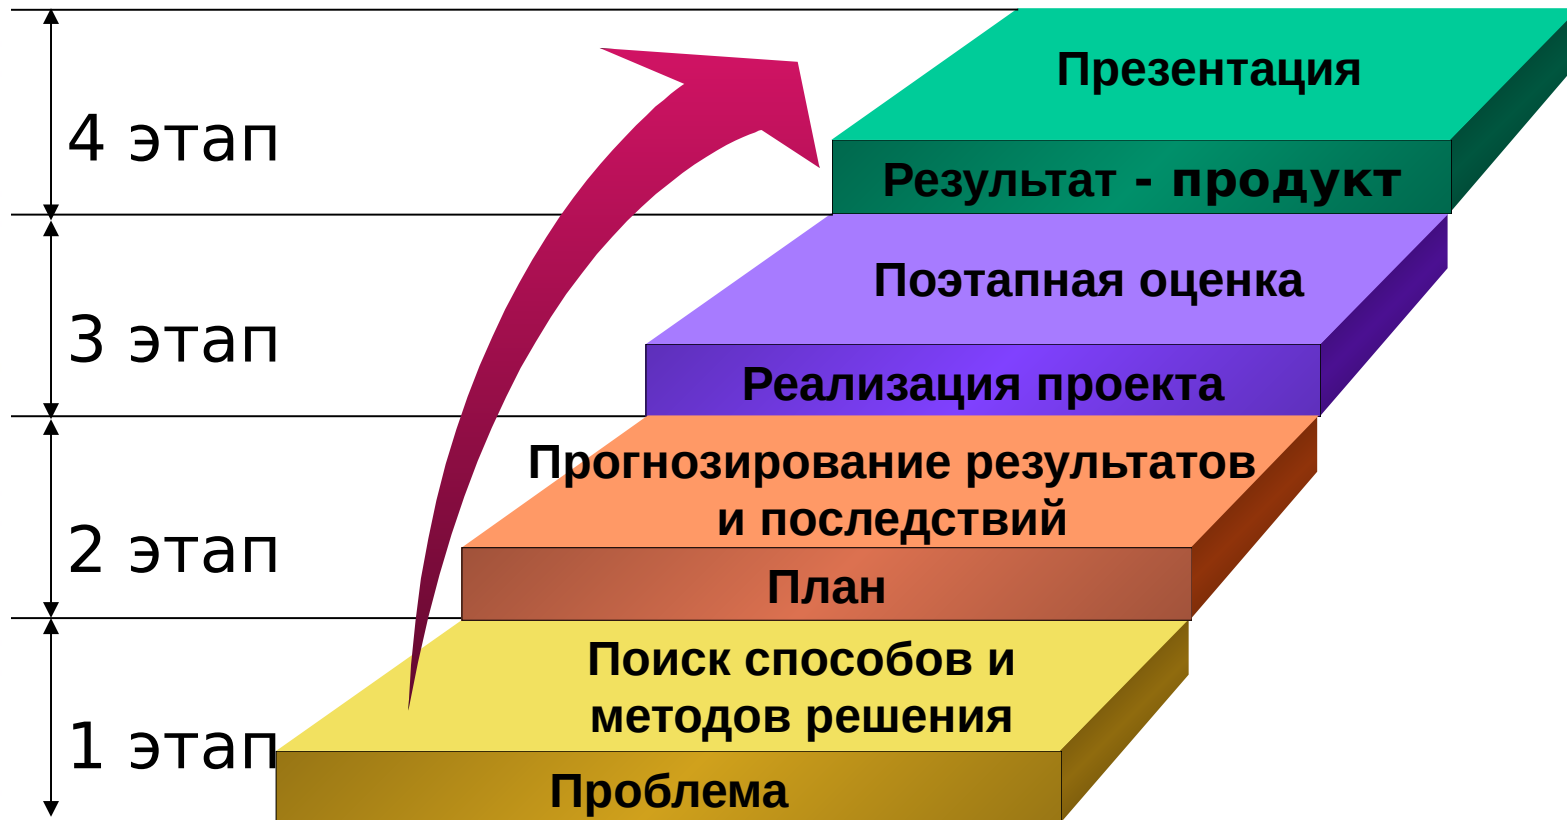 Презентация
4 этап
Результат - продукт
Поэтапная оценка
3 этап
Реализация проекта
Прогнозирование результатов
и последствий
2 этап
План
Поиск способов и
методов решения
1 этап
Проблема